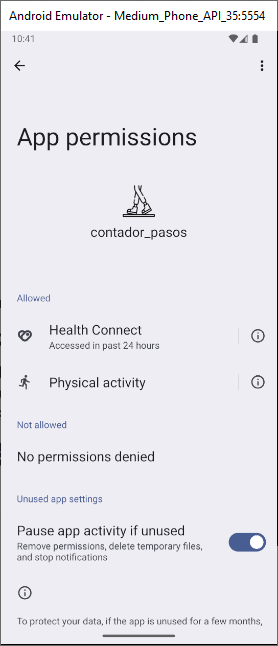 Android Emulator - Medium_Phone_API_35:5554
10:41
App permissions
contador_pasos
Allowed
Health Connect
Accessed in past 24 hours
Physical activity
Not allowed
No permissions denied
Unused app settings
Pause app activity if unused
Remove permissions, delete temporary files,
and stop notifications
To protect your data, if the app is unused for a few months,